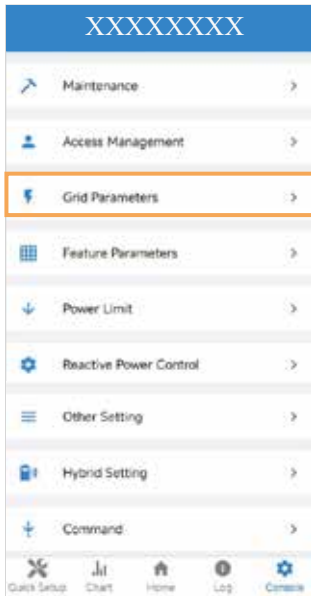 XXXXXXXX
Maintenance
Access Management
Grid Parameters
Feature Parameters
Power Limit
Reactive Power Control
Other Setting
Hybrid Setting
Command
Quick Setup Chart Home Log Console